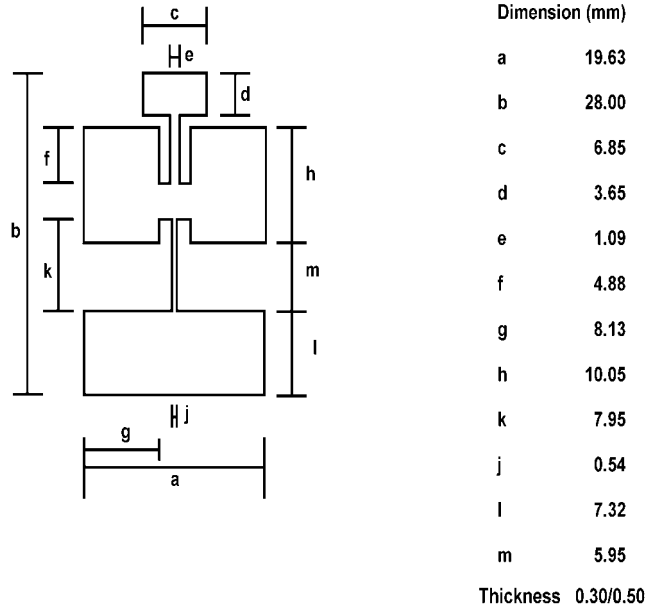 c
e
d
f
h
b
k
m
l
j
g
a
Dimension (mm)
a 19.63
b 28.00
c 6.85
d 3.65
e 1.09
f 4.88
g 8.13
h 10.05
k 7.95
j 0.54
l 7.32
m 5.95
Thickness 0.30/0.50